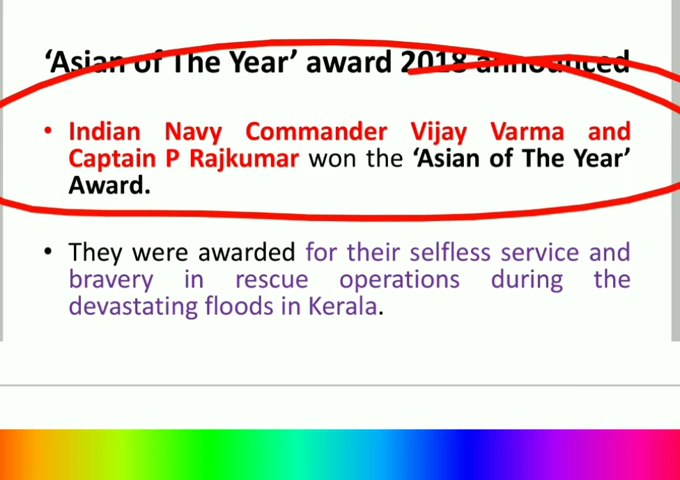 ‘Asian of The Year’ award 2018 announced
• Indian Navy Commander Vijay Varma and
Captain P Rajkumar won the ‘Asian of The Year’
Award.
• They were awarded for their selfless service and
bravery in rescue operations during the
devastating floods in Kerala.